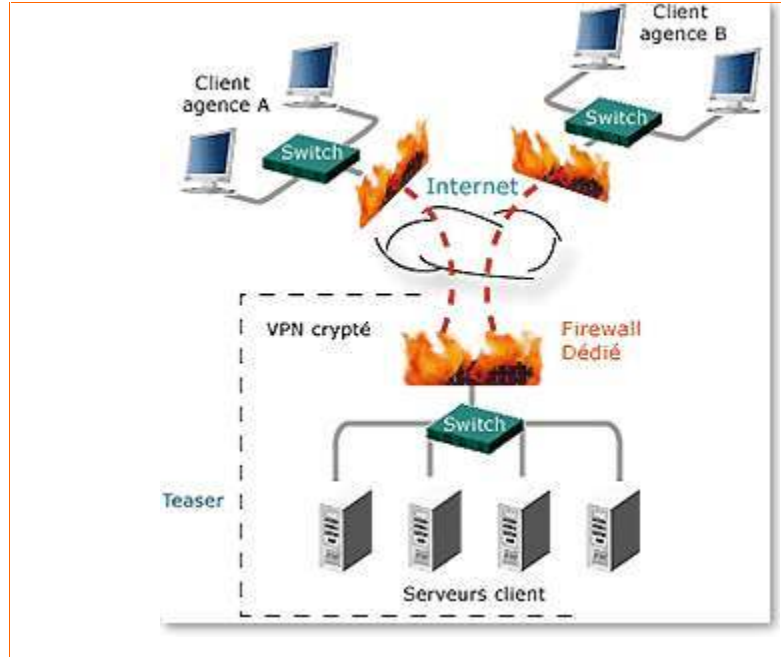 Client
agence B
Client
agence A
Switch
Switch
Internet
VPN crypté
Firewall
Dédié
Switch
Teaser
Serveurs client